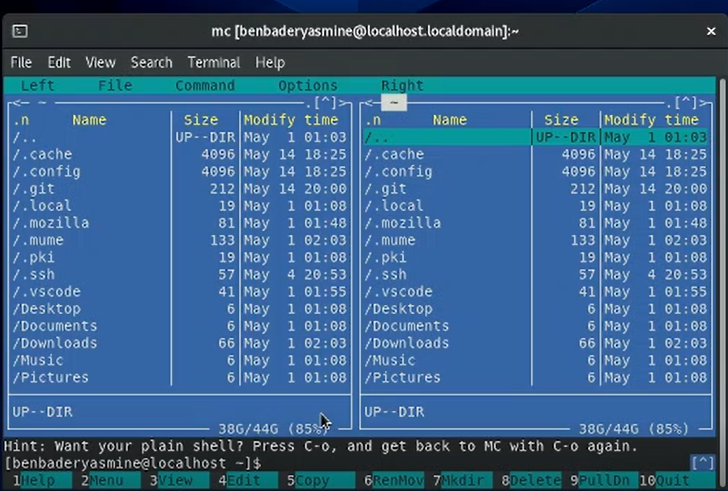 mc [benbaderyasmine@localhost.localdomain]:~
File Edit View Search Terminal Help
Left File Command Options Right
<— ~ .[^]> <— ~ .[^]>
.n Name Size Modify time .n Name Size Modify time
/.. UP--DIR May 1 01:03 /.. UP--DIR May 1 01:03
/.cache 4096 May 14 18:25 /.cache 4096 May 14 18:25
/.config 4096 May 14 18:25 /.config 4096 May 14 18:25
/.git 212 May 14 20:00 /.git 212 May 14 20:00
/.local 19 May 1 01:08 /.local 19 May 1 01:08
/.mozilla 81 May 1 01:48 /.mozilla 81 May 1 01:48
/.mume 133 May 1 02:03 /.mume 133 May 1 02:03
/.pki 19 May 1 01:08 /.pki 19 May 1 01:08
/.ssh 57 May 4 20:53 /.ssh 57 May 4 20:53
/.vscode 41 May 1 01:55 /.vscode 41 May 1 01:55
/Desktop 6 May 1 01:08 /Desktop 6 May 1 01:08
/Documents 6 May 1 01:08 /Documents 6 May 1 01:08
/Downloads 66 May 1 02:03 /Downloads 66 May 1 02:03
/Music 6 May 1 01:08 /Music 6 May 1 01:08
/Pictures 6 May 1 01:08 /Pictures 6 May 1 01:08
UP--DIR UP--DIR
38G/44G (85%) 38G/44G (85%)
Hint: Want your plain shell? Press C-o, and get back to MC with C-o again.
[benbaderyasmine@localhost ~]$ [^]
1Help 2Menu 3View 4Edit 5Copy 6RenMov 7Mkdir 8Delete 9PullDn 10Quit